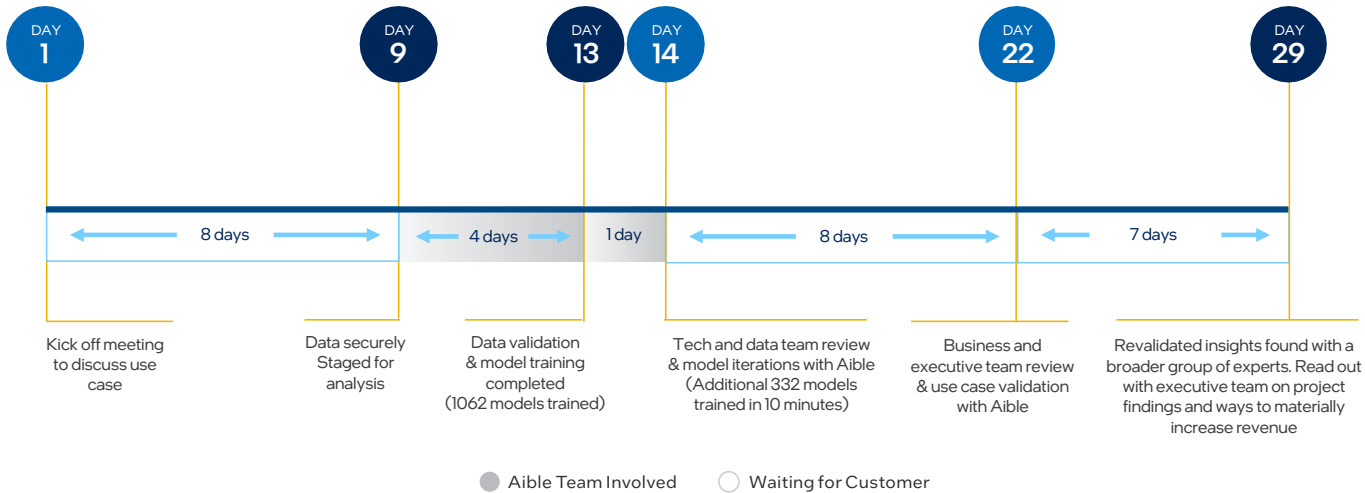 DAY
1
DAY
9
DAY
13
DAY
14
DAY
22
DAY
29
8 days
4 days
1 day
8 days
7 days
Kick off meeting
to discuss use
case
Data securely
Staged for
analysis
Data validation
& model training
completed
(1062 models trained)
Tech and data team review
& model iterations with Aible
(Additional 332 models
trained in 10 minutes)
Business and
executive team review
& use case validation
with Aible
Revalidated insights found with a
broader group of experts. Read out
with executive team on project
findings and ways to materially
increase revenue
Aible Team Involved
Waiting for Customer